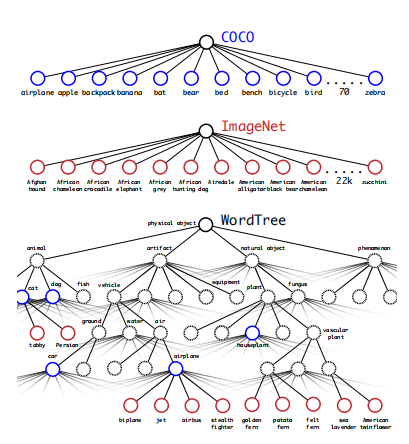 COCO
airplane apple backpack banana bat bear bed bench bicycle bird 70 zebra
ImageNet
Afghan hound African chameleon African crocodile African elephant African grey African hunting dog Airedale American alligator American black bear American chameleon 22k zucchini
physical object WordTree
animal artifact natural object phenomenon
cat dog fish vehicle equipment plant fungus
ground water air
tabby Persian houseplant vascular plant
car airplane
biplane jet airbus stealth fighter golden fern potato fern felt fern sea lavender American twinflower